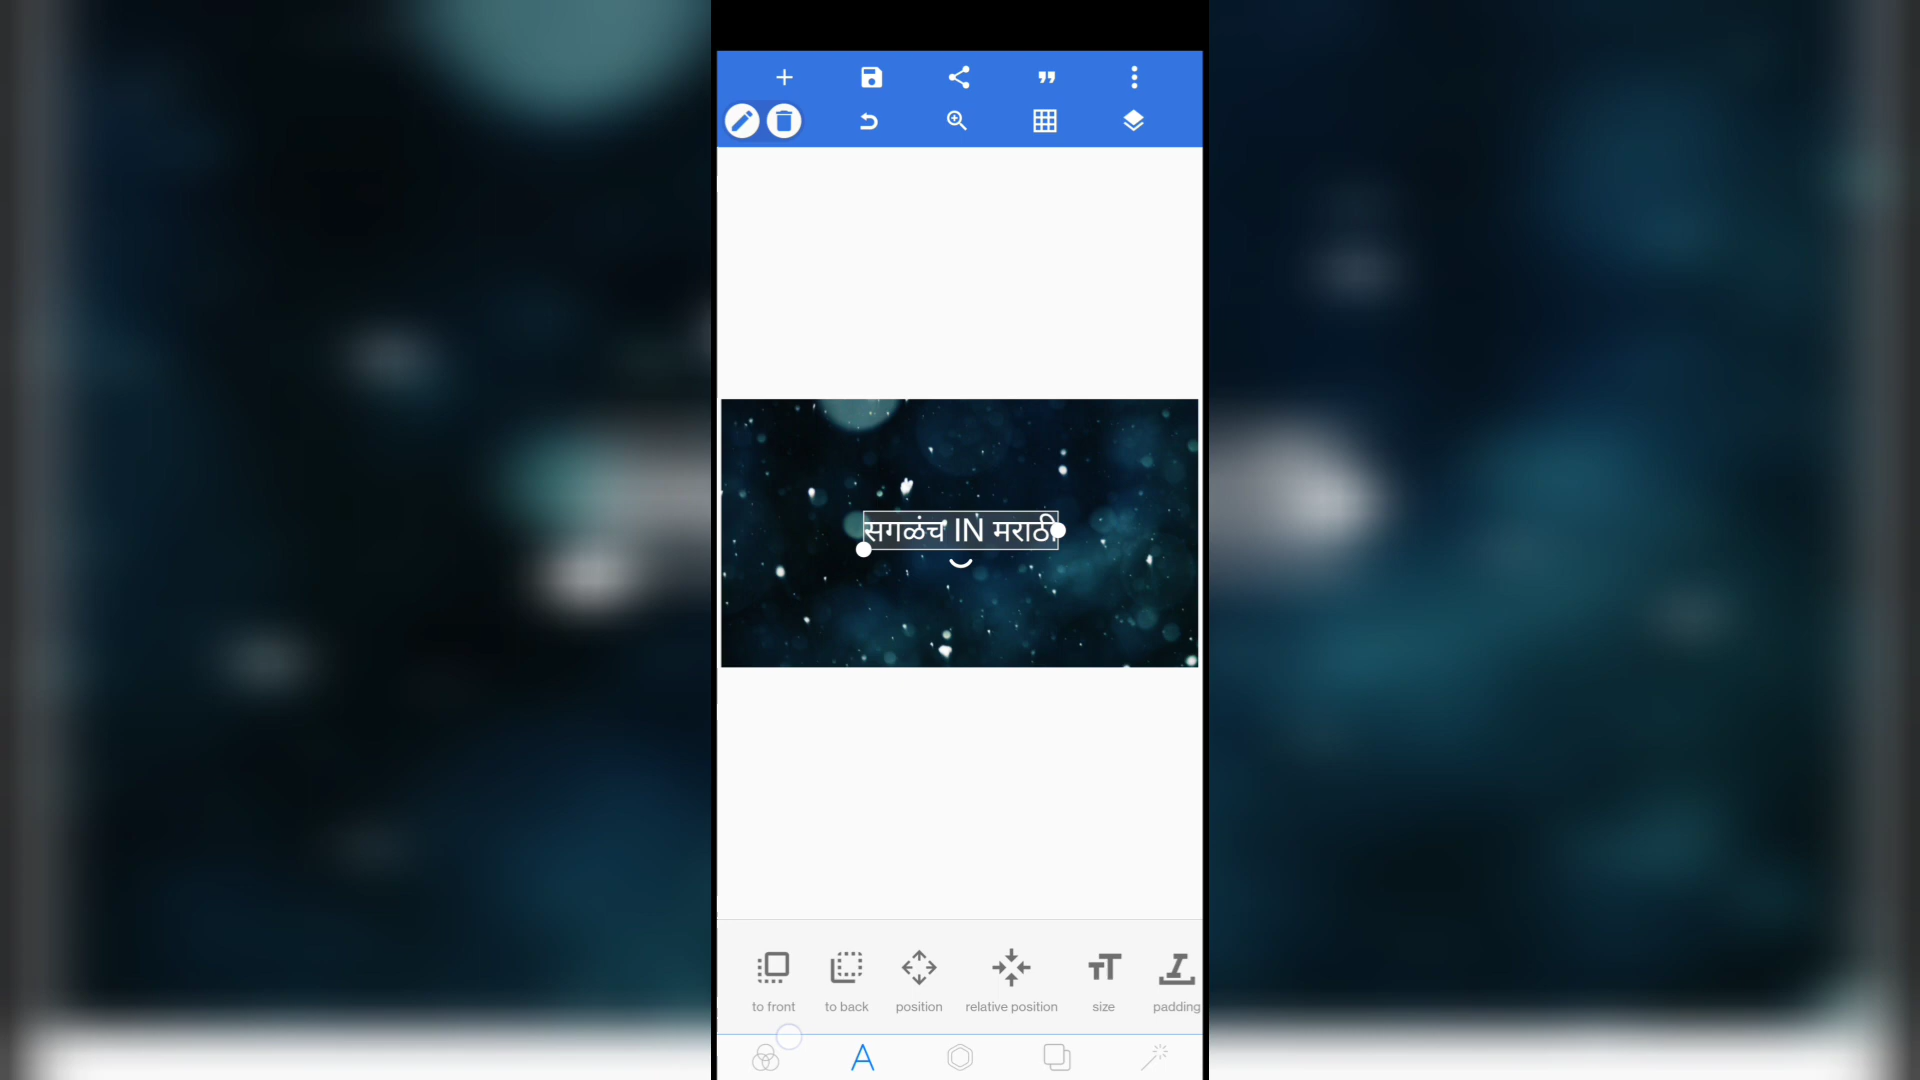 सगळंच IN मराठी
to front to back position relative position size padding